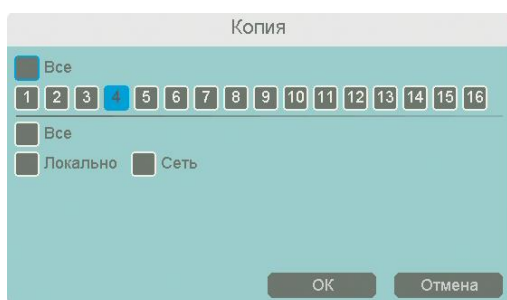 Копия
Все
1 2 3 4 5 6 7 8 9 10 11 12 13 14 15 16
Все
Локально Сеть
ОК Отмена